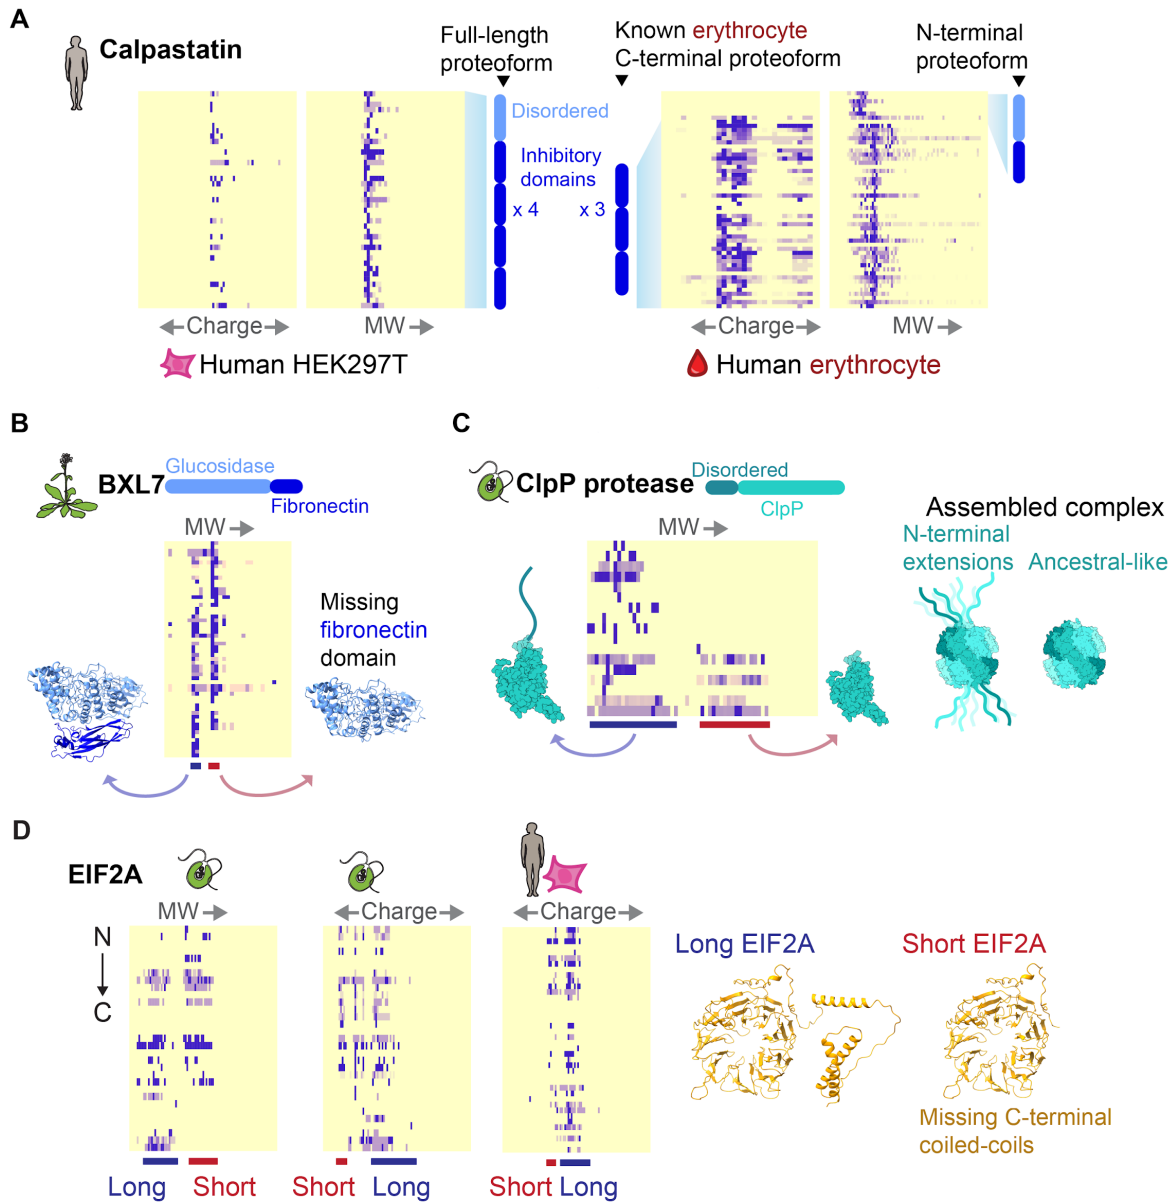 A
Calpastatin
Full-length
proteoform
Known erythrocyte
C-terminal proteoform
N-terminal
proteoform
Disordered
Inhibitory
domains
x 4
x 3
Charge
MW
Charge
MW
Human HEK297T
Human erythrocyte
B
BXL7
Glucosidase
Fibronectin
MW
Missing
fibronectin
domain
C
ClpP protease
Disordered
ClpP
MW
Assembled complex
N-terminal
extensions
Ancestral-like
D
EIF2A
MW
Charge
Charge
N
C
Long
Short
Short
Long
Short
Long
Long EIF2A
Short EIF2A
Missing C-terminal
coiled-coils